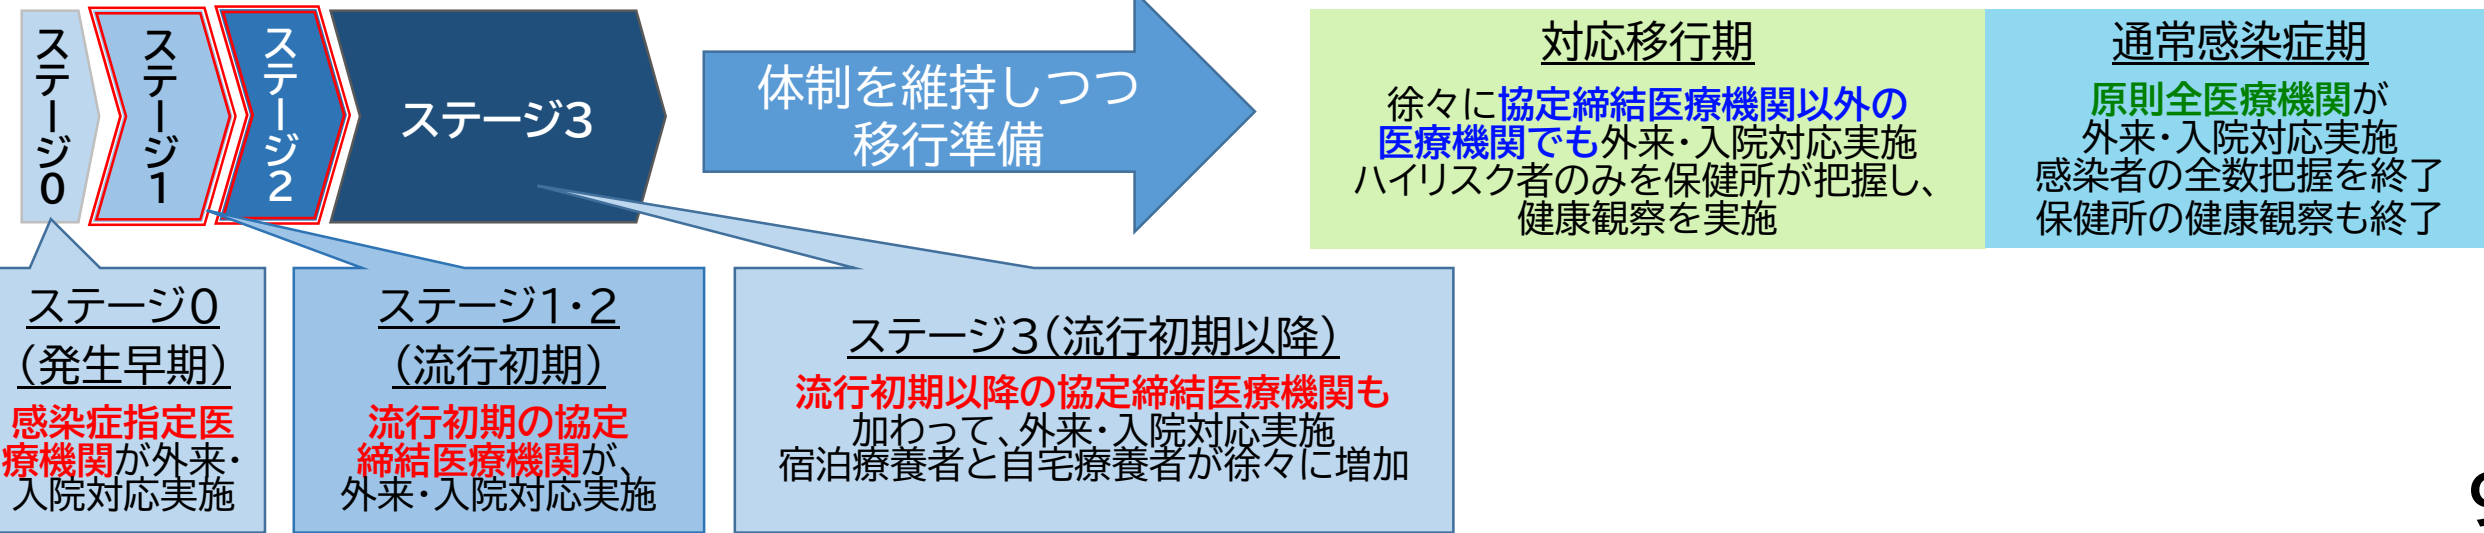 ステージ0
ステージ1
ステージ2
ステージ3
体制を維持しつつ
移行準備
対応移行期
徐々に協定締結医療機関以外の
医療機関でも外来・入院対応実施
ハイリスク者のみを保健所が把握し、
健康観察を実施
通常感染症期
原則全医療機関が
外来・入院対応実施
感染者の全数把握を終了
保健所の健康観察も終了
ステージ0
（発生早期）
感染症指定医
療機関が外来・
入院対応実施
ステージ1・2
（流行初期）
流行初期の協定
締結医療機関が、
外来・入院対応実施
ステージ3（流行初期以降）
流行初期以降の協定締結医療機関も
加わって、外来・入院対応実施
宿泊療養者と自宅療養者が徐々に増加